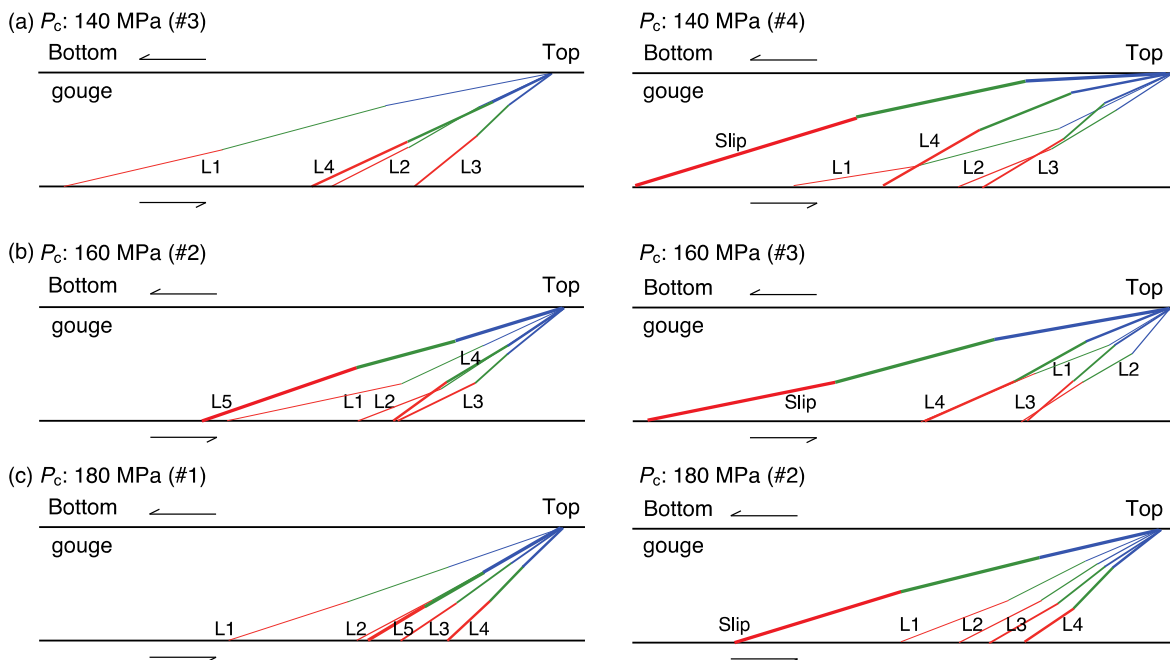 (a) Pc: 140 MPa (#3)
Bottom Top
gouge
L1 L4 L2 L3
Pc: 140 MPa (#4)
Bottom Top
gouge
Slip L4
L1 L2 L3
(b) Pc: 160 MPa (#2)
Bottom Top
gouge
L4
L5 L1 L2 L3
Pc: 160 MPa (#3)
Bottom Top
gouge
L1 L2
Slip L4 L3
(c) Pc: 180 MPa (#1)
Bottom Top
gouge
L1 L2 L5 L3 L4
Pc: 180 MPa (#2)
Bottom Top
gouge
Slip L1 L2 L3 L4